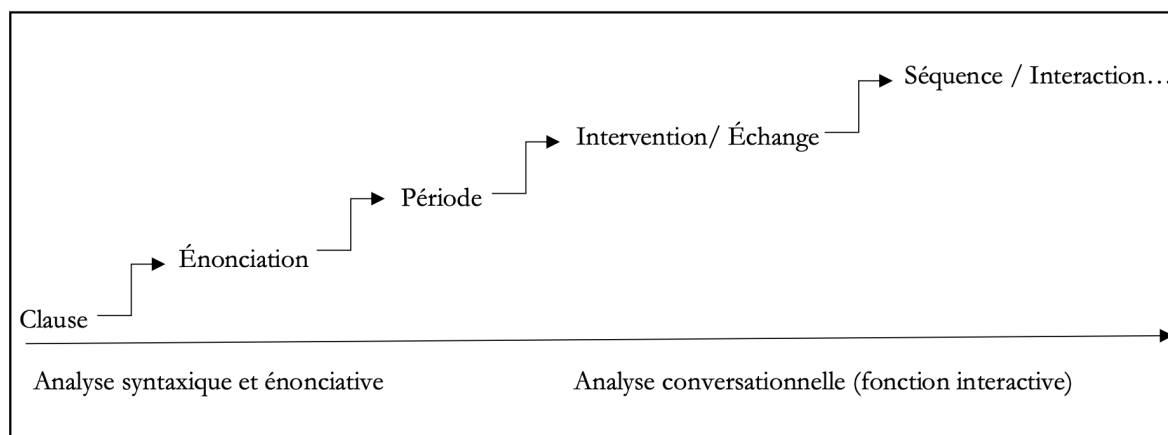 Séquence / Interaction…
Intervention/ Échange
Période
Énonciation
Clause
Analyse syntaxique et énonciative
Analyse conversationnelle (fonction interactive)